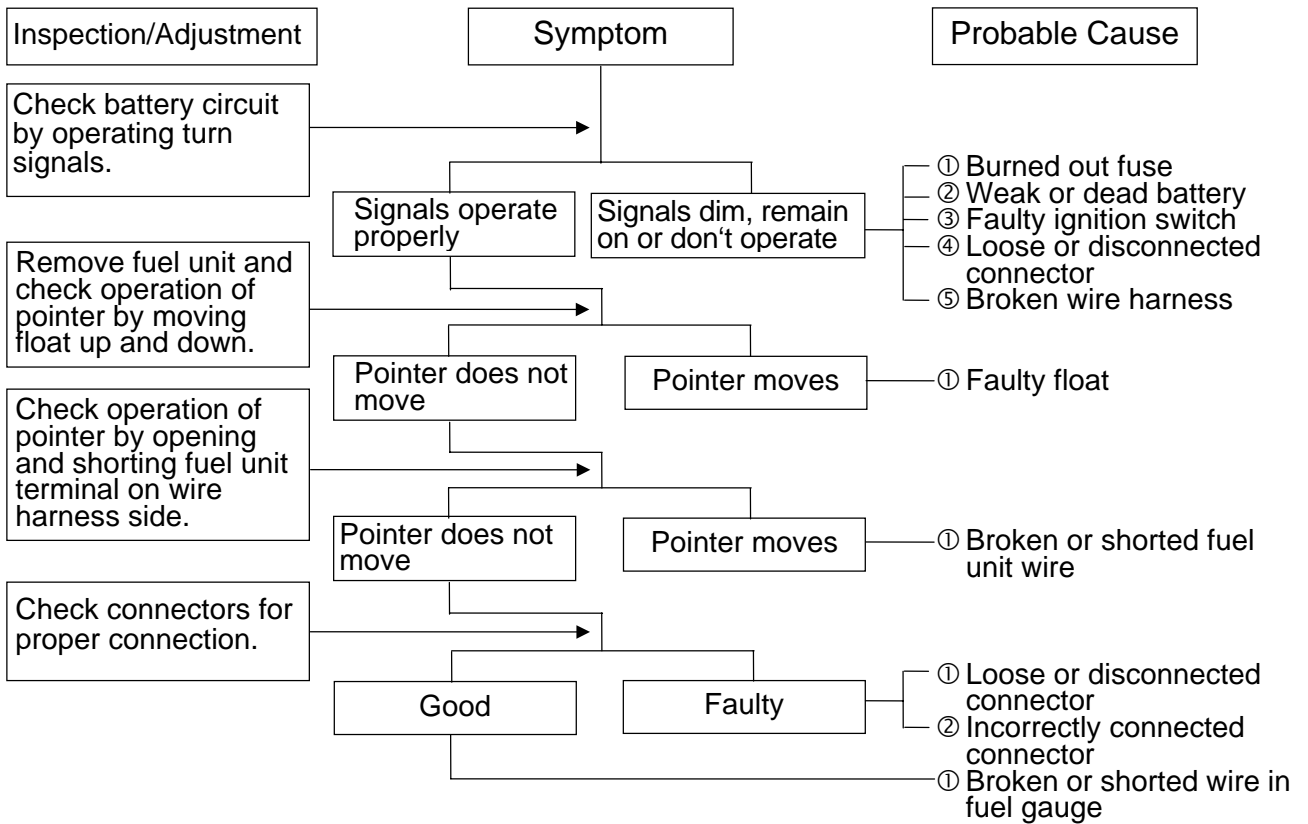 Inspection/Adjustment
Symptom
Probable Cause
Check battery circuit
by operating turn
signals.
Signals operate
properly
Signals dim, remain
on or don‘t operate
① Burned out fuse
② Weak or dead battery
③ Faulty ignition switch
④ Loose or disconnected
connector
⑤ Broken wire harness
Remove fuel unit and
check operation of
pointer by moving
float up and down.
Pointer does not
move
Pointer moves
① Faulty float
Check operation of
pointer by opening
and shorting fuel unit
terminal on wire
harness side.
Pointer does not
move
Pointer moves
① Broken or shorted fuel
unit wire
Check connectors for
proper connection.
Good
Faulty
① Loose or disconnected
connector
② Incorrectly connected
connector
① Broken or shorted wire in
fuel gauge